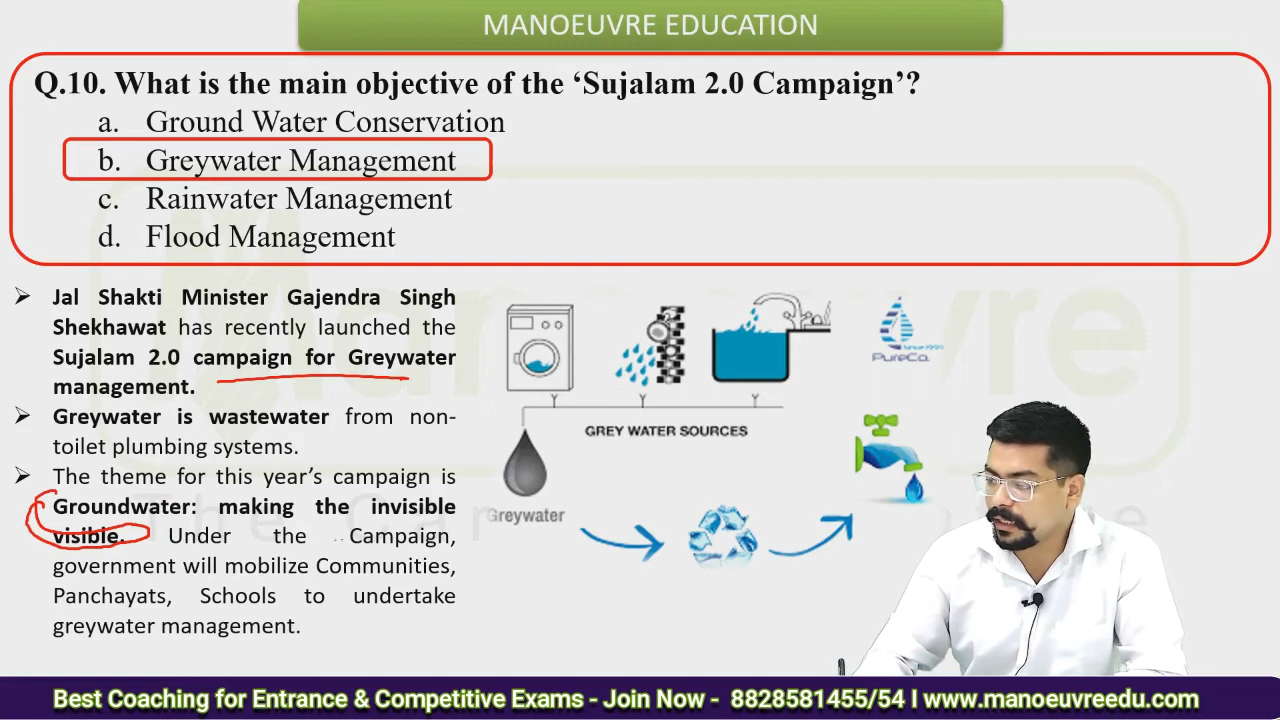 MANOEUVRE EDUCATION
Q.10. What is the main objective of the ‘Sujalam 2.0 Campaign’?
a. Ground Water Conservation
b. Greywater Management
c. Rainwater Management
d. Flood Management
➢ Jal Shakti Minister Gajendra Singh
Shekhawat has recently launched the
Sujalam 2.0 campaign for Greywater
management.
➢ Greywater is wastewater from non-
toilet plumbing systems.
➢ The theme for this year’s campaign is
Groundwater: making the invisible
visible. Under the Campaign,
government will mobilize Communities,
Panchayats, Schools to undertake
greywater management.
PureCo.
GREY WATER SOURCES
Greywater
Best Coaching for Entrance & Competitive Exams - Join Now - 8828581455/54 I www.manoeuvreedu.com